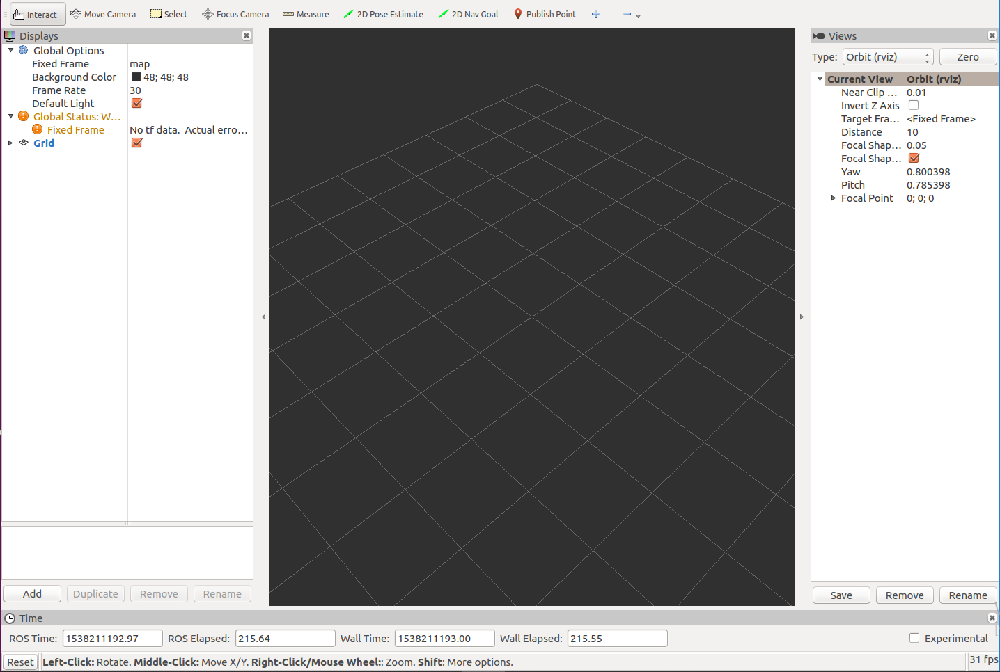 Interact Move Camera Select Focus Camera Measure 2D Pose Estimate 2D Nav Goal Publish Point
Displays
Global Options
Fixed Frame map
Background Color 48; 48; 48
Frame Rate 30
Default Light
Global Status: W...
Fixed Frame No tf data. Actual erro...
Grid
Add Duplicate Remove Rename
Views
Type: Orbit (rviz) Zero
Current View Orbit (rviz)
Near Clip ... 0.01
Invert Z Axis
Target Fra... <Fixed Frame>
Distance 10
Focal Shap... 0.05
Focal Shap...
Yaw 0.800398
Pitch 0.785398
Focal Point 0; 0; 0
Save Remove Rename
Time
ROS Time: 1538211192.97 ROS Elapsed: 215.64 Wall Time: 1538211193.00 Wall Elapsed: 215.55 Experimental
Reset Left-Click: Rotate. Middle-Click: Move X/Y. Right-Click/Mouse Wheel:: Zoom. Shift: More options. 31 fps